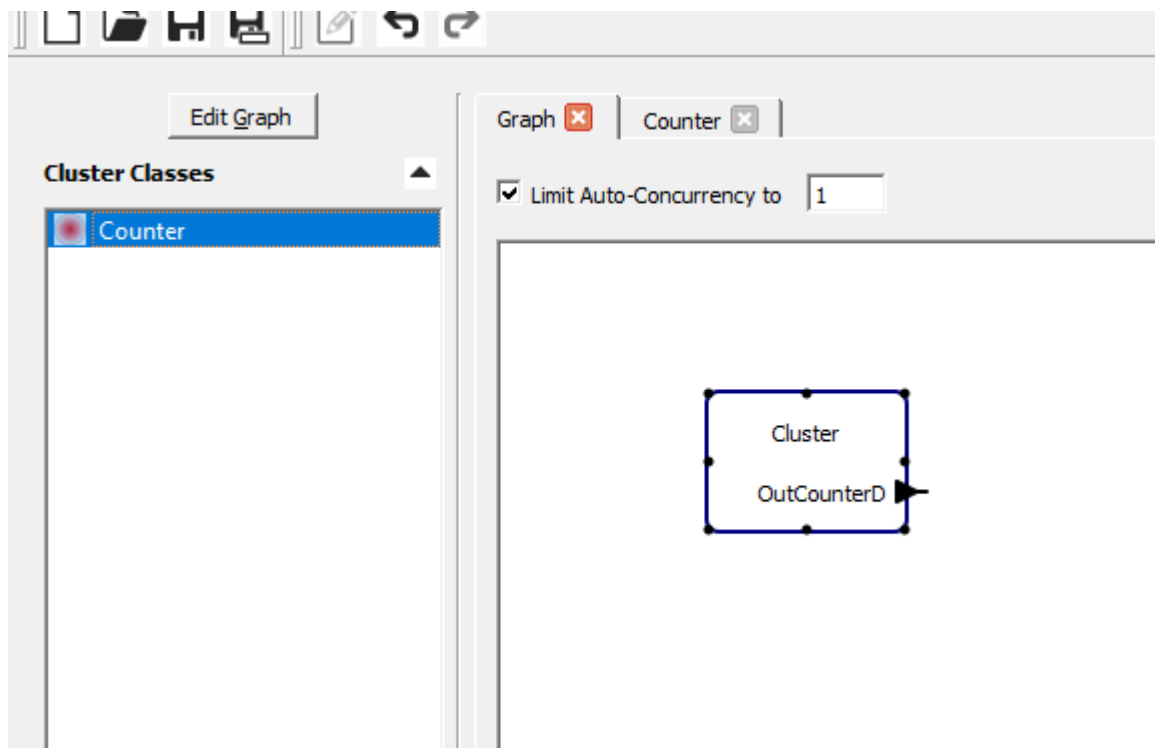 Edit Graph
Cluster Classes
Counter
Graph
Counter
Limit Auto-Concurrency to 1
Cluster
OutCounterD